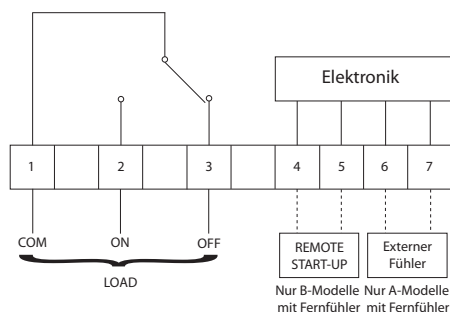 Elektronik
1 2 3 4 5 6 7
COM ON OFF
LOAD
REMOTE
START-UP
Externer
Fühler
Nur B-Modelle
mit Fernfühler
Nur A-Modelle
mit Fernfühler